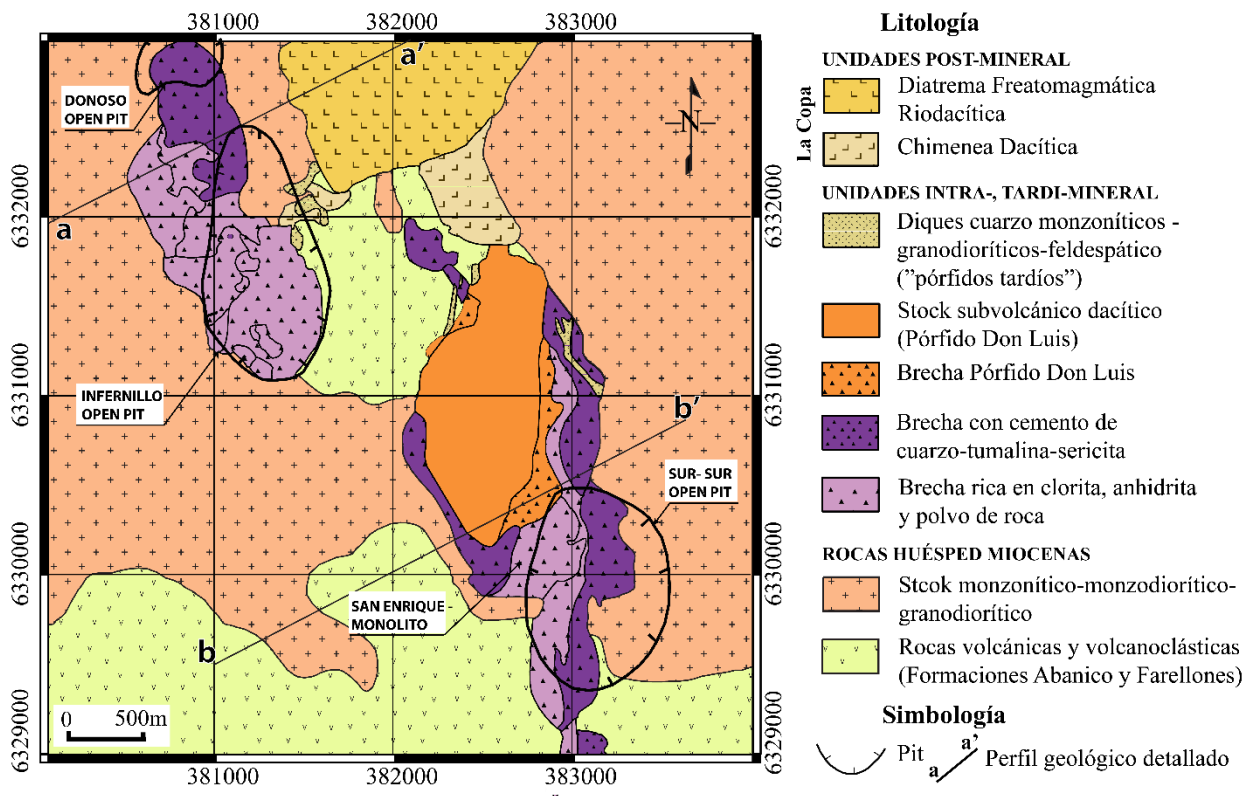 381000 382000 383000
a'
DONOSO
OPEN PIT
N
6332000
6332000
a
INFERNILLO
OPEN PIT
6331000
6331000
b'
SUR- SUR
OPEN PIT
6330000
6330000
SAN ENRIQUE -
MONOLITO
b
0 500m
6329000
6329000
381000 382000 383000
Litología
UNIDADES POST-MINERAL
La Copa
Diatrema Freatomagmática
Riodacítica
Chimenea Dacítica
UNIDADES INTRA-, TARDI-MINERAL
Diques cuarzo monzoníticos -
granodioríticos-feldespático
("pórfidos tardíos")
Stock subvolcánico dacítico
(Pórfido Don Luis)
Brecha Pórfido Don Luis
Brecha con cemento de
cuarzo-tumalina-sericita
Brecha rica en clorita, anhidrita
y polvo de roca
ROCAS HUÉSPED MIOCENAS
Stcok monzonítico-monzodiorítico-
granodiorítico
Rocas volcánicas y volcanoclásticas
(Formaciones Abanico y Farellones)
Simbología
Pit
a a' Perfil geológico detallado